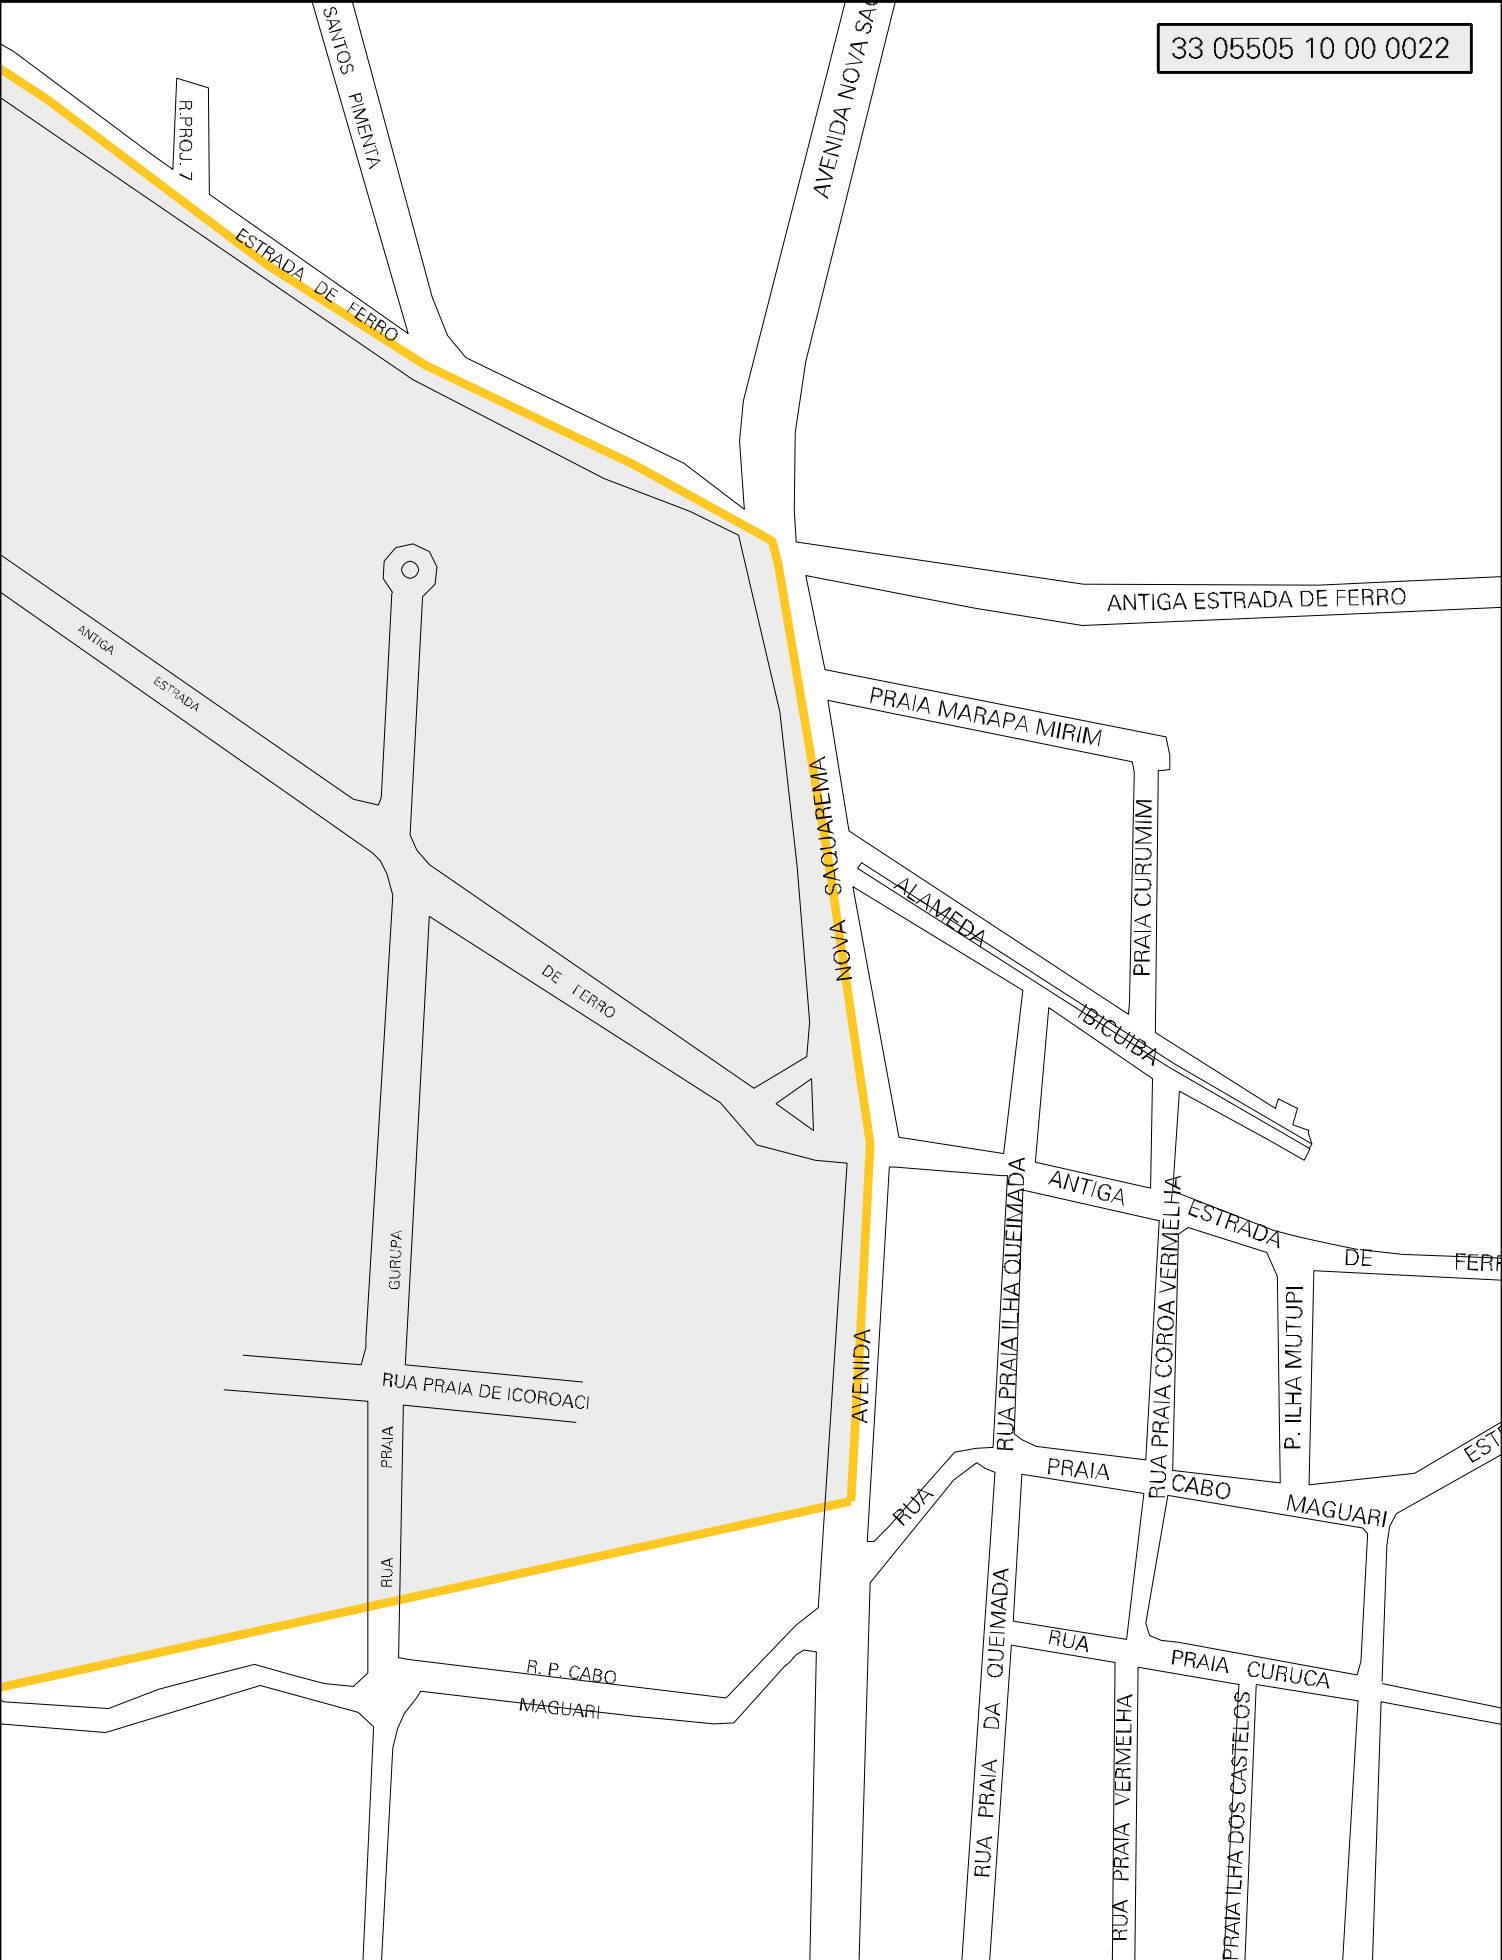 33 05505 10 00 0022
SANTOS PIMENTA
AVENIDA NOVA
R.PROJ. 7
ESTRADA DE FERRO
ANTIGA ESTRADA DE FERRO
ANTIGA ESTRADA DE FERRO
PRAIA MARAPA MIRIM
AVENIDA NOVA SAQUAREMA
PRAIA CURUMIM
ALAMEDA IBICUIBA
RUA PRAIA GURUPA
RUA PRAIA DE ICOROACI
ANTIGA ESTRADA DE
RUA PRAIA ILHA QUEIMADA
RUA PRAIA COROA VERMELHA
P. ILHA MUTUPI
RUA PRAIA CABO MAGUARI
R. P. CABO
MAGUARI
RUA PRAIA CURUCA
RUA PRAIA DA QUEIMADA
RUA PRAIA VERMELHA
PRAIA ILHA DOS CASTELOS